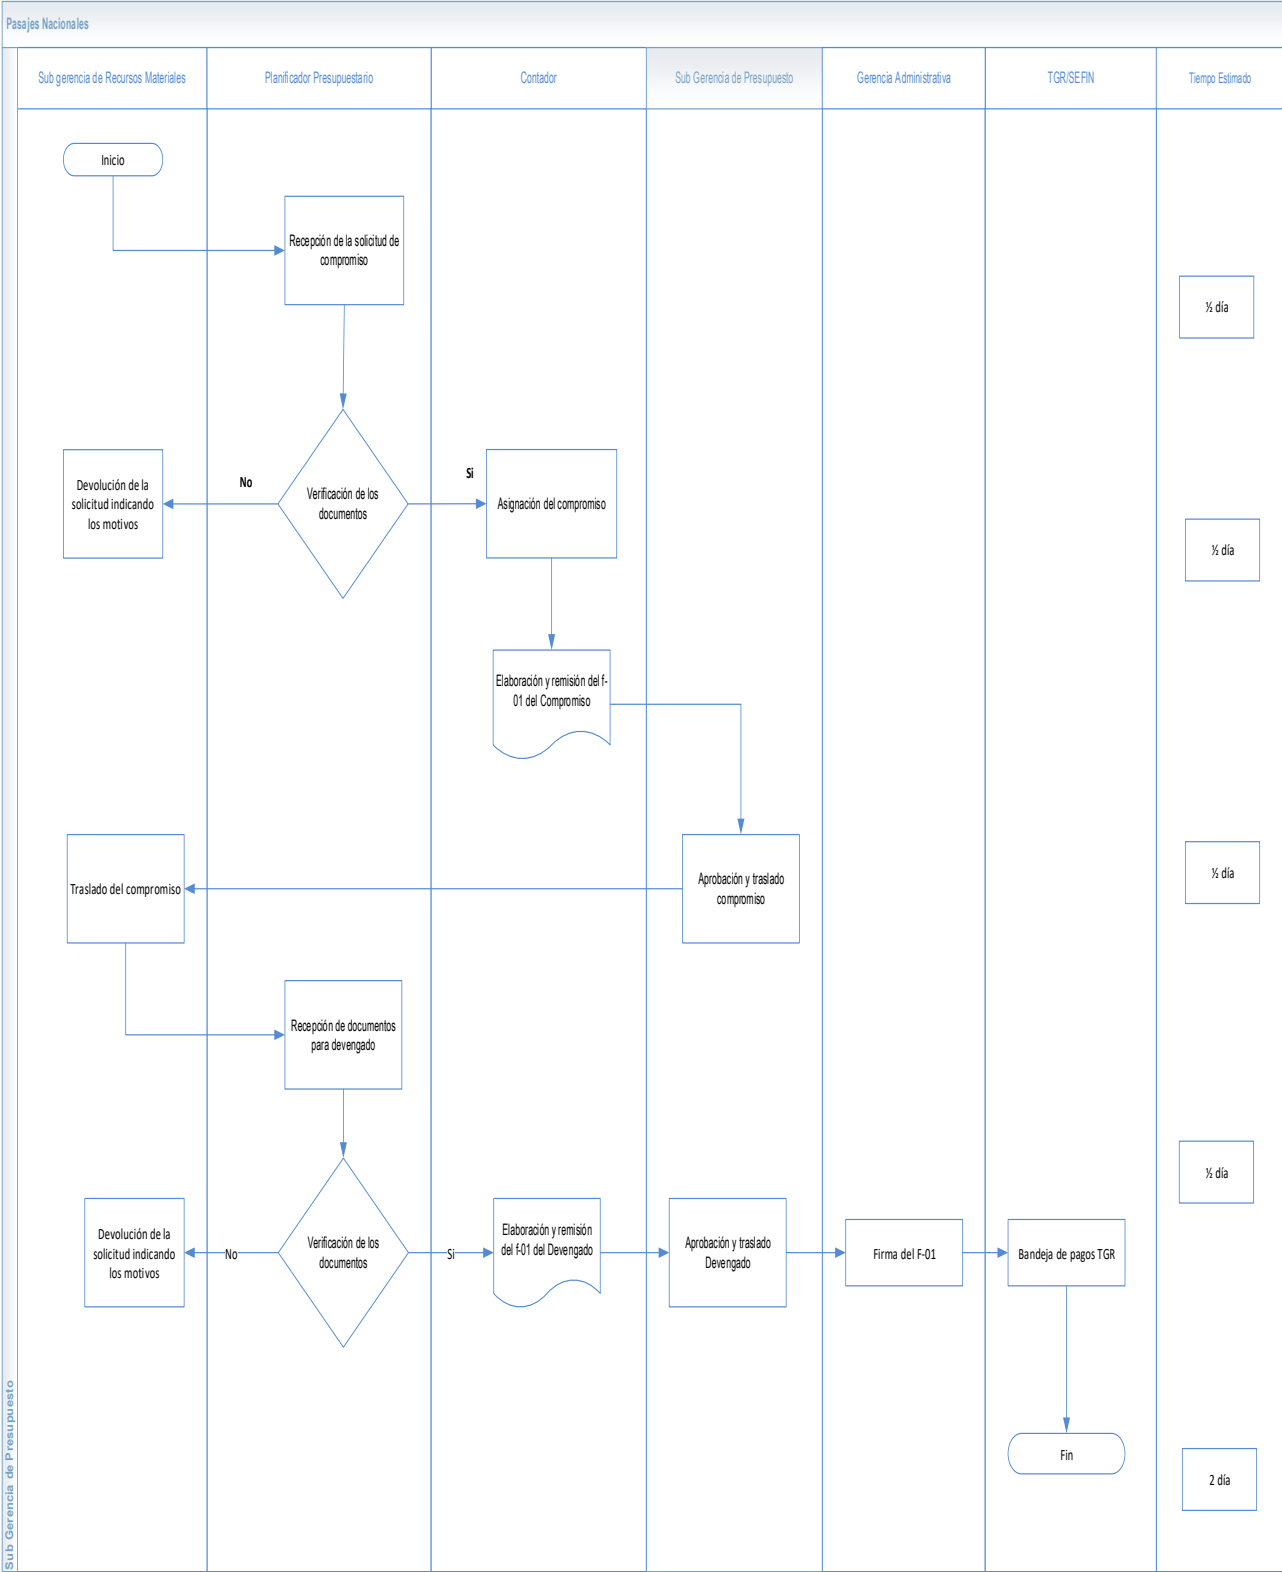 Pasajes Nacionales
Sub gerencia de Recursos Materiales
Planificador Presupuestario
Contador
Sub Gerencia de Presupuesto
Gerencia Administrativa
TGR/SEFIN
Tiempo Estimado
Inicio
Recepción de la solicitud de
compromiso
½ día
Devolución de la
solicitud indicando
los motivos
No
Verificación de los
documentos
Si
Asignación del compromiso
½ día
Elaboración y remisión del f-
01 del Compromiso
Traslado del compromiso
Aprobación y traslado
compromiso
½ día
Recepción de documentos
para devengado
½ día
Devolución de la
solicitud indicando
los motivos
No
Verificación de los
documentos
Si
Elaboración y remisión
del f-01 del Devengado
Aprobación y traslado
Devengado
Firma del F-01
Bandeja de pagos TGR
Fin
2 día
Sub Gerencia de Presupuesto